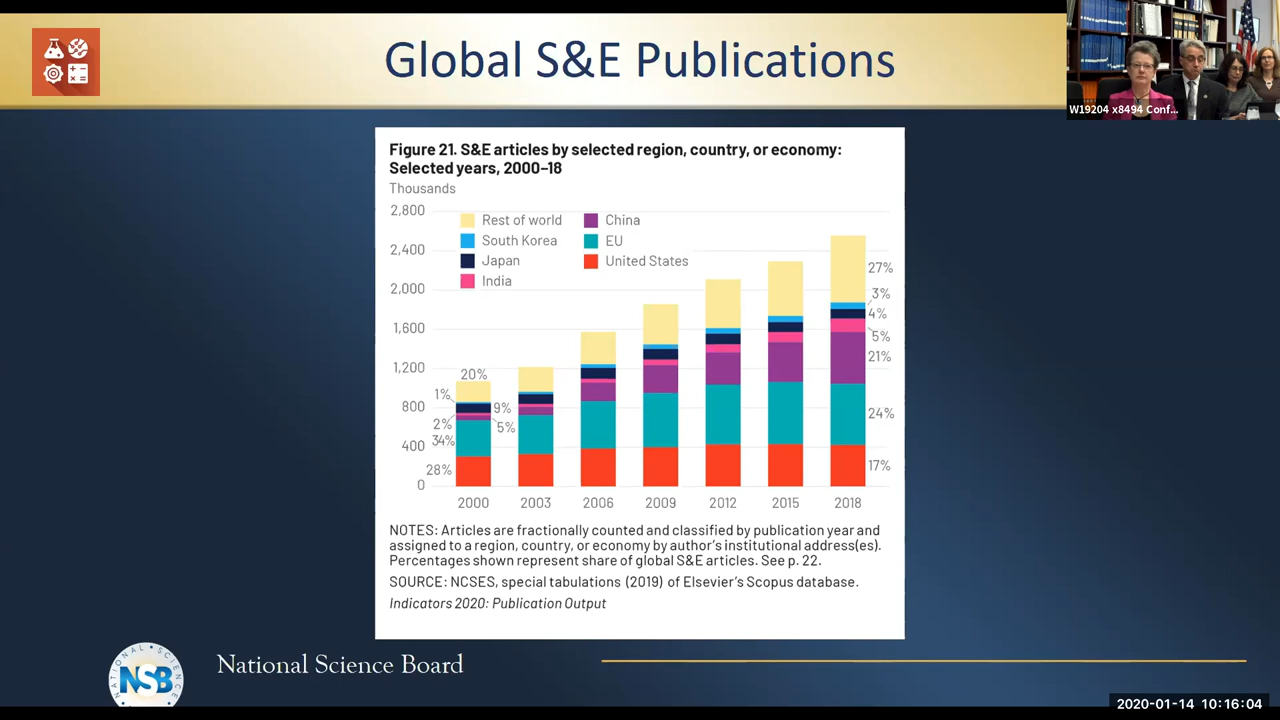 Global S&E Publications
W19204 x8494 Conf...
Figure 21. S&E articles by selected region, country, or economy:
Selected years, 2000–18
Thousands
2,800
2,400
2,000
1,600
1,200
800
400
0
Rest of world
South Korea
Japan
India
China
EU
United States
20%
1%
9%
2%
5%
34%
28%
27%
3%
4%
5%
21%
24%
17%
2000 2003 2006 2009 2012 2015 2018
NOTES: Articles are fractionally counted and classified by publication year and
assigned to a region, country, or economy by author's institutional address(es).
Percentages shown represent share of global S&E articles. See p. 22.
SOURCE: NCSES, special tabulations (2019) of Elsevier's Scopus database.
Indicators 2020: Publication Output
NATIONAL SCIENCE
NSB
National Science Board
2020-01-14 10:16:04